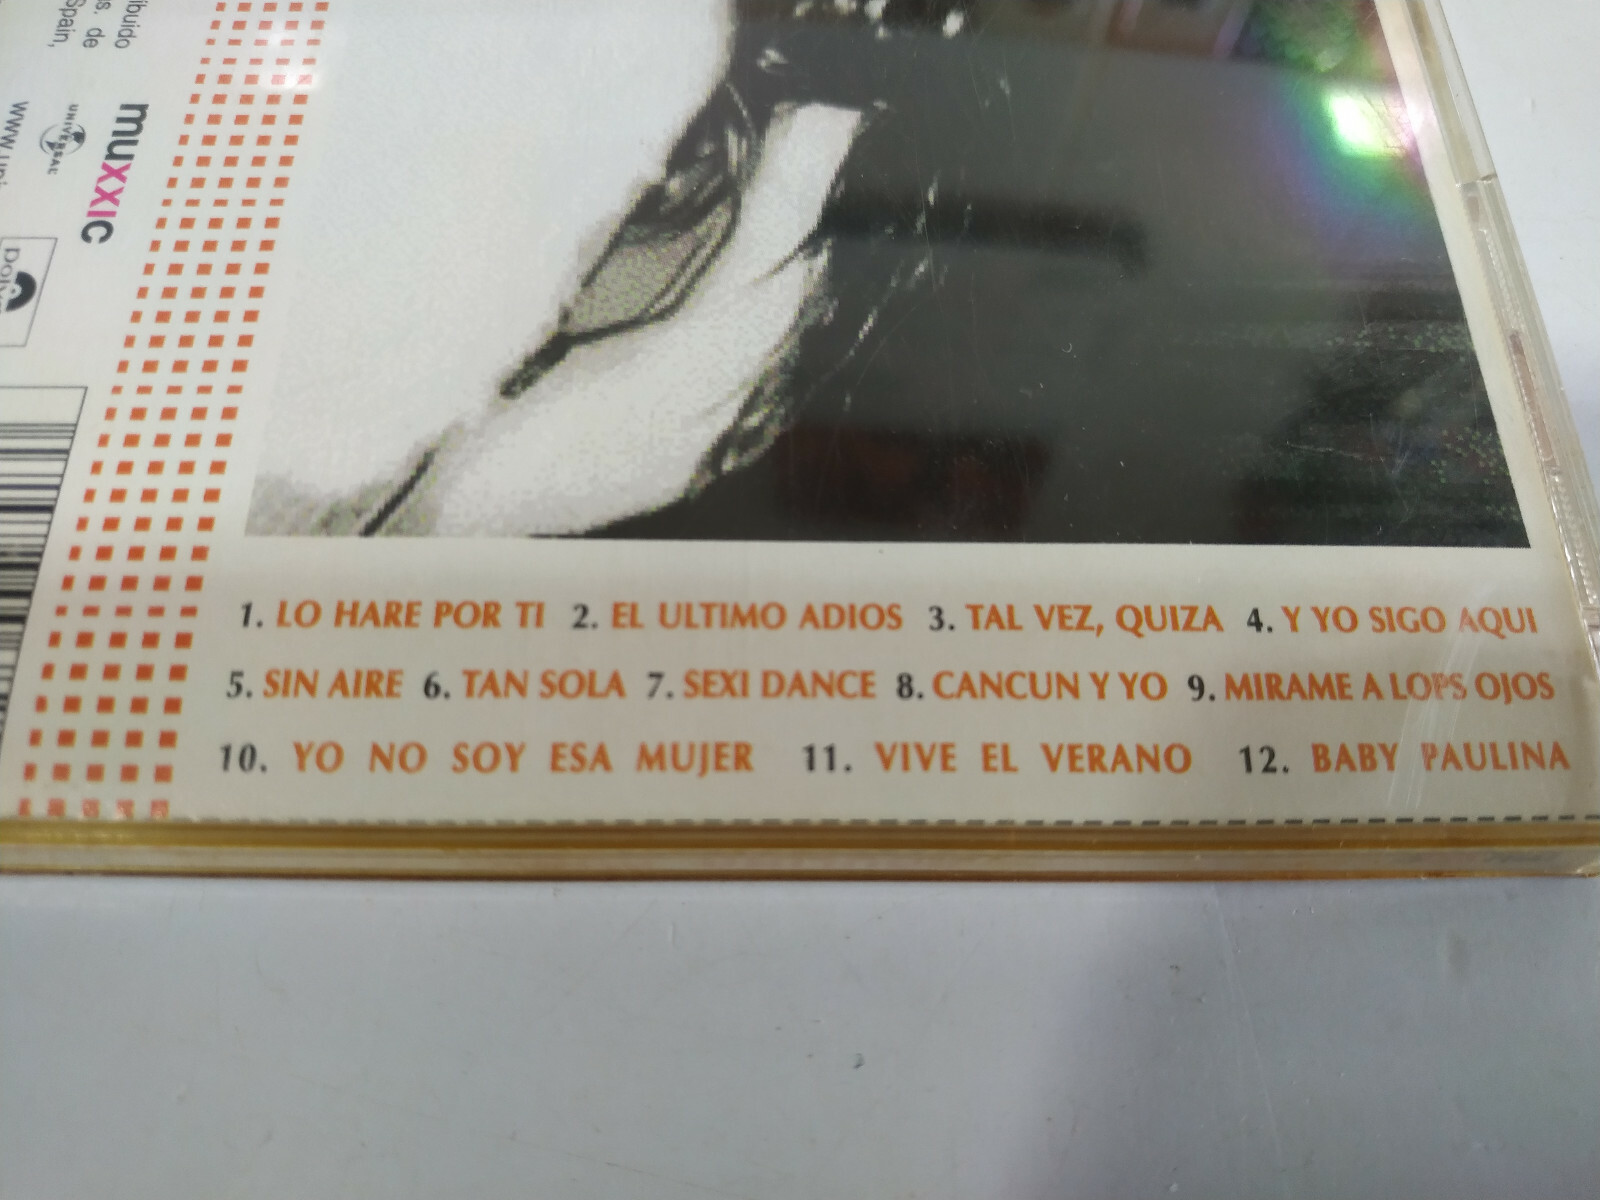 ibuido
s. de
Spain,
muxxic
UNIVERSAL
1. LO HARE POR TI 2. EL ULTIMO ADIOS 3. TAL VEZ, QUIZA 4. Y YO SIGO AQUI
5. SIN AIRE 6. TAN SOLA 7. SEXI DANCE 8. CANCUN Y YO 9. MIRAME A LOPS OJOS
10. YO NO SOY ESA MUJER 11. VIVE EL VERANO 12. BABY PAULINA